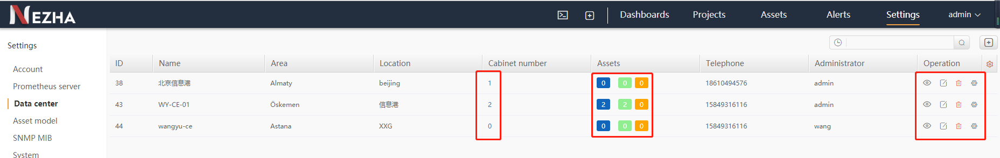 NEZHA Dashboards Projects Assets Alerts Settings admin
Settings
Account
Prometheus server
Data center
Asset model
SNMP MIB
System
ID Name Area Location Cabinet number Assets Telephone Administrator Operation
38 北京信息港 Almaty beijing 1 0 0 0 18610494576 admin
43 WY-CE-01 Öskemen 信息港 2 2 2 0 15849316116 admin
44 wangyu-ce Astana XXG 0 0 0 0 15849316116 wang